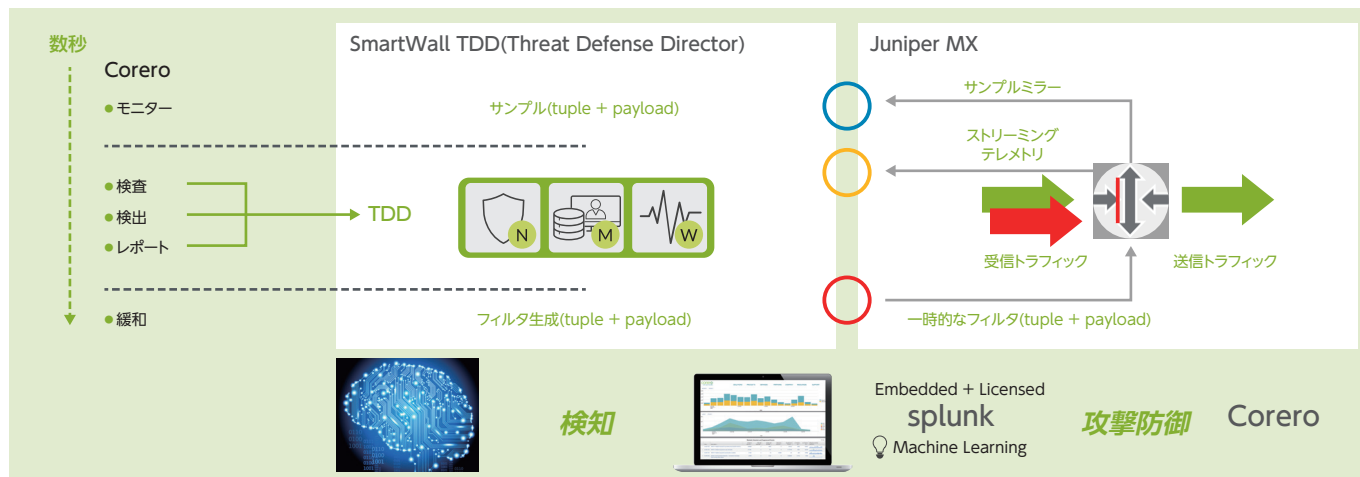 数秒
Corero
●モニター
●検査
●検出
●レポート
●緩和
TDD
SmartWall TDD(Threat Defense Director)
サンプル(tuple + payload)
N
M
W
フィルタ生成(tuple + payload)
Juniper MX
サンプルミラー
ストリーミング
テレメトリ
受信トラフィック
送信トラフィック
一時的なフィルタ(tuple + payload)
検知
Embedded + Licensed
splunk
Machine Learning
攻撃防御
Corero